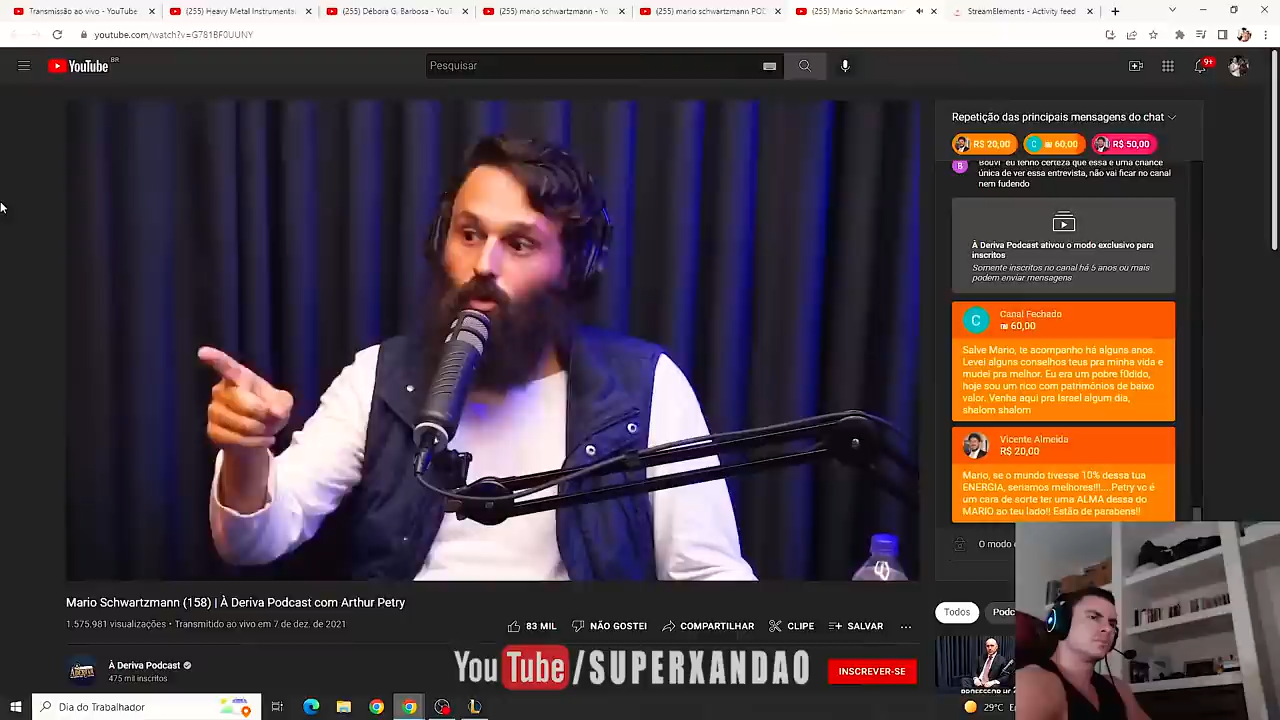 Transmissão ao vivo - YouTube
(255) Heavy Metal Instruments
(255) Débora G. Barbosa - YouT
(255) mario schwartzmann - Yo
(255) mario schwartzmann POD
(255) Mario Schwartzmann
StreamElements - Activity feed
youtube.com/watch?v=G781BF0UUNY
YouTube BR
Pesquisar
9+
Repetição das principais mensagens do chat
R$ 20,00
₪ 60,00
R$ 50,00
B
Bouvi eu tenho certeza que essa é uma chance
única de ver essa entrevista, não vai ficar no canal
nem fudendo
À Deriva Podcast ativou o modo exclusivo para
inscritos
Somente inscritos no canal há 5 anos ou mais
podem enviar mensagens
C
Canal Fechado
₪ 60,00
Salve Mario, te acompanho há alguns anos.
Levei alguns conselhos teus pra minha vida e
mudei pra melhor. Eu era um pobre f0dido,
hoje sou um rico com patrimônios de baixo
valor. Venha aqui pra Israel algum dia,
shalom shalom
Vicente Almeida
R$ 20,00
Mario, se o mundo tivesse 10% dessa tua
ENERGIA, seriamos melhores!!!....Petry vc é
um cara de sorte ter uma ALMA dessa do
MARIO ao teu lado!! Estão de parabens!!
O modo
Mario Schwartzmann (158) | À Deriva Podcast com Arthur Petry
1.575.981 visualizações • Transmitido ao vivo em 7 de dez. de 2021
83 MIL
NÃO GOSTEI
COMPARTILHAR
CLIPE
SALVAR
Todos
Podc
À Deriva Podcast
475 mil inscritos
YouTube/SUPERXANDAO
INSCREVER-SE
Dia do Trabalhador
29°C